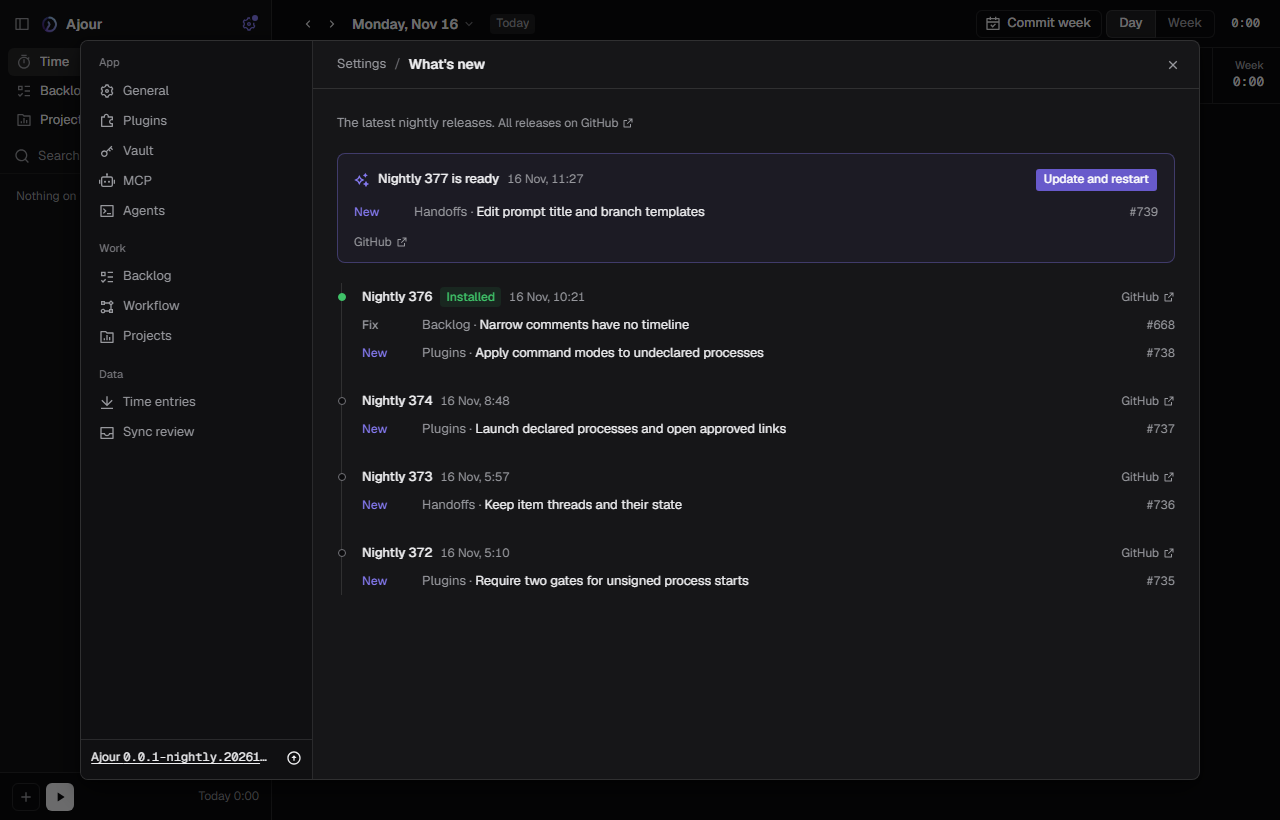 Ajour
Monday, Nov 16
Today
Commit week
Day
Week
0:00
Time
Backlo
Project
Search
Nothing on
Week
0:00
App
General
Plugins
Vault
MCP
Agents
Work
Backlog
Workflow
Projects
Data
Time entries
Sync review
Ajour 0.0.1-nightly.20261…
Settings / What's new
The latest nightly releases. All releases on GitHub
Nightly 377 is ready 16 Nov, 11:27
Update and restart
New Handoffs · Edit prompt title and branch templates #739
GitHub
Nightly 376 Installed 16 Nov, 10:21 GitHub
Fix Backlog · Narrow comments have no timeline #668
New Plugins · Apply command modes to undeclared processes #738
Nightly 374 16 Nov, 8:48 GitHub
New Plugins · Launch declared processes and open approved links #737
Nightly 373 16 Nov, 5:57 GitHub
New Handoffs · Keep item threads and their state #736
Nightly 372 16 Nov, 5:10 GitHub
New Plugins · Require two gates for unsigned process starts #735
Today 0:00